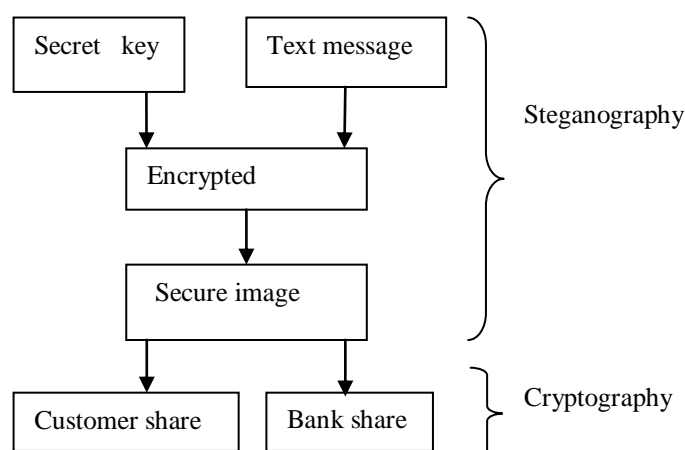 Secret key
Text message
Steganography
Encrypted
Secure image
Cryptography
Customer share
Bank share